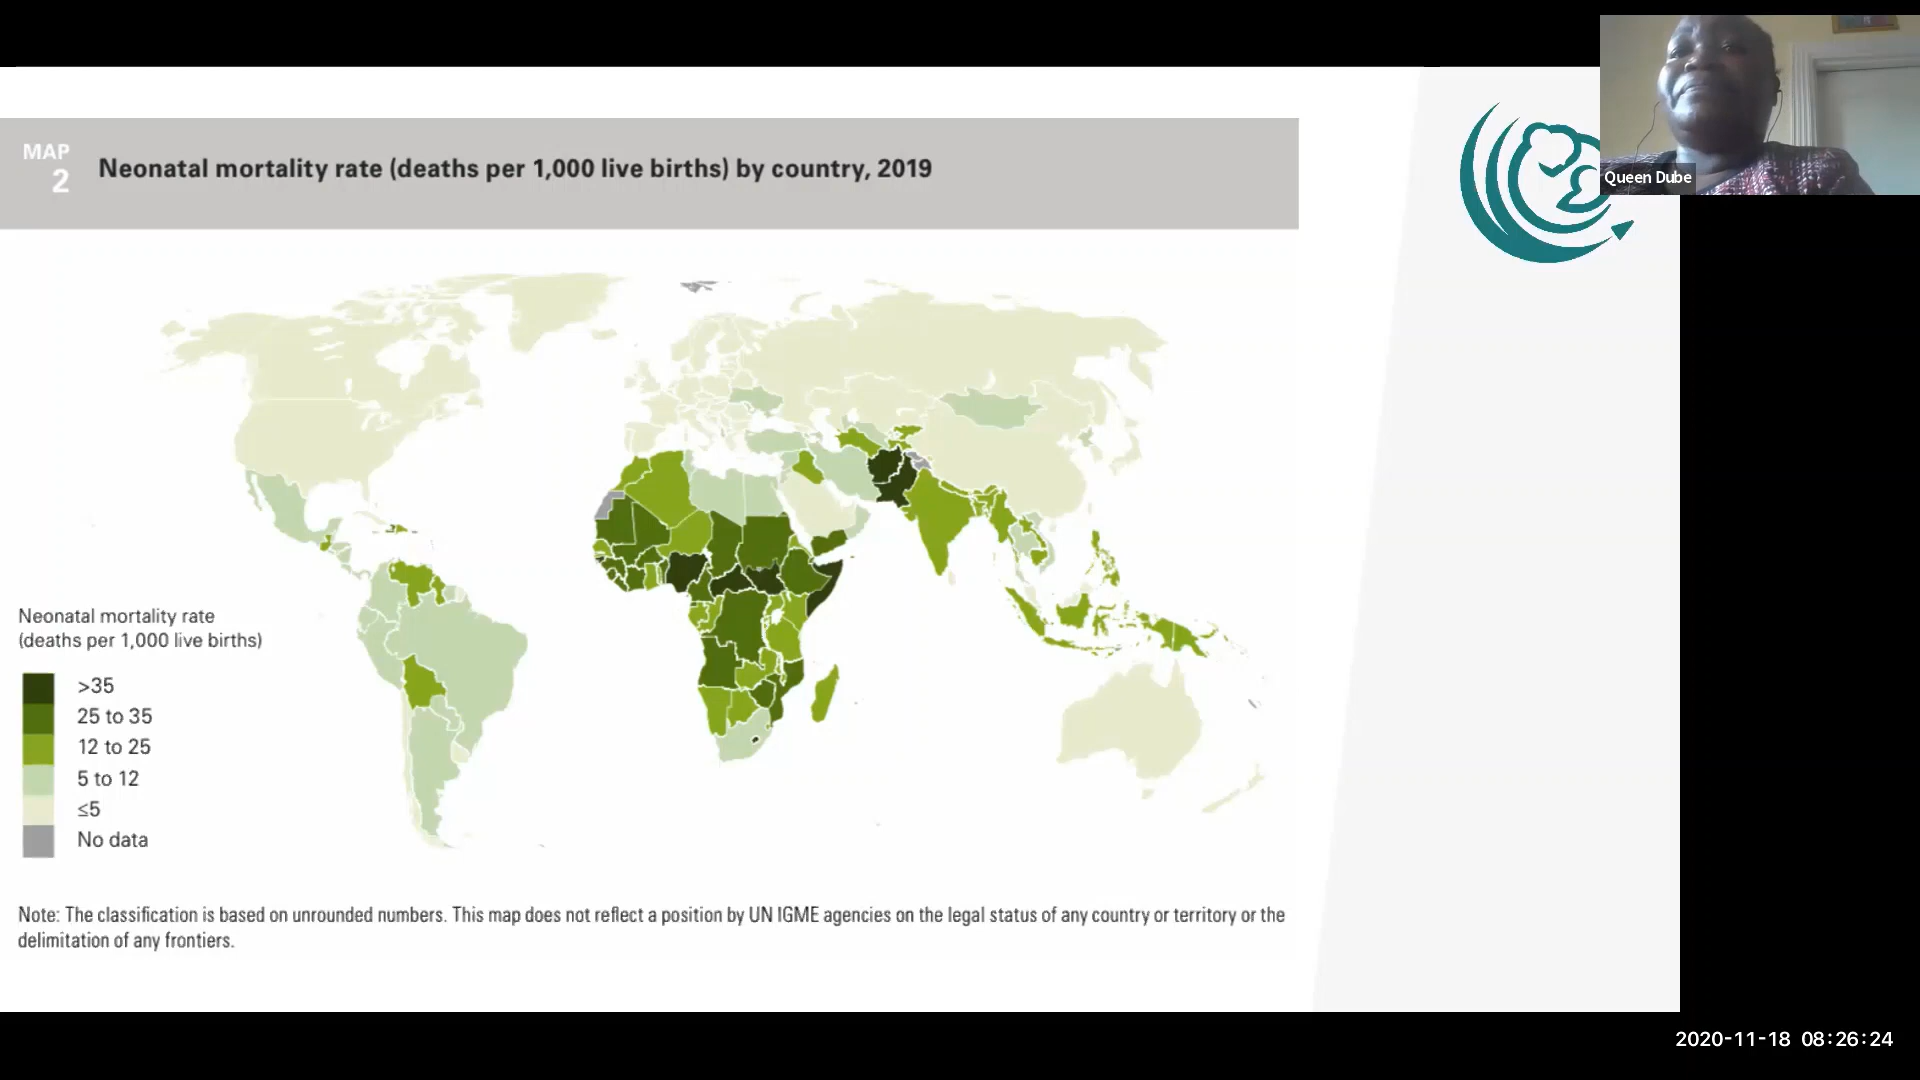 MAP
2
Neonatal mortality rate (deaths per 1,000 live births) by country, 2019
Queen Dube
Neonatal mortality rate
(deaths per 1,000 live births)
>35
25 to 35
12 to 25
5 to 12
≤5
No data
Note: The classification is based on unrounded numbers. This map does not reflect a position by UN IGME agencies on the legal status of any country or territory or the
delimitation of any frontiers.
2020-11-18 08:26:24